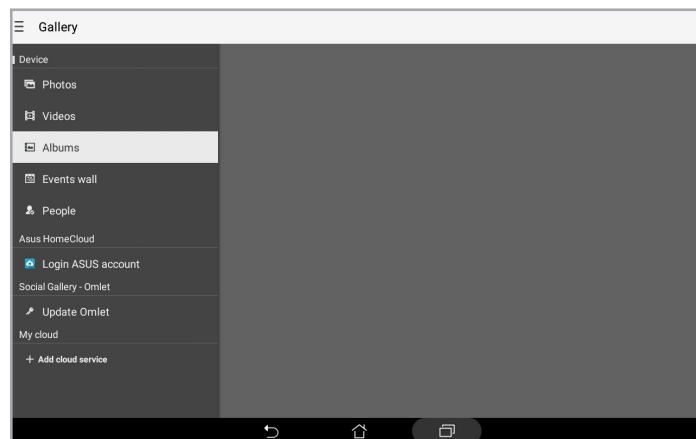 Gallery
Device
Photos
Videos
Albums
Events wall
People
Asus HomeCloud
Login ASUS account
Social Gallery - Omlet
Update Omlet
My cloud
+ Add cloud service